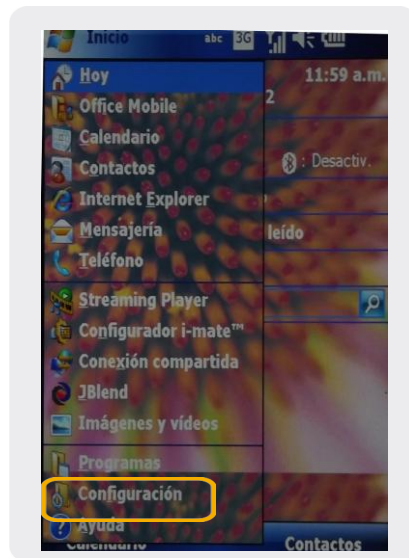 Inicio abc 3G
Hoy 11:59 a.m.
Office Mobile 2
Calendario
Contactos : Desactiv.
Internet Explorer
Mensajería leído
Teléfono
Streaming Player
Configurador i-mate™
Conexión compartida
JBlend
Imágenes y vídeos
Programas
Configuración
Ayuda
Calendario Contactos